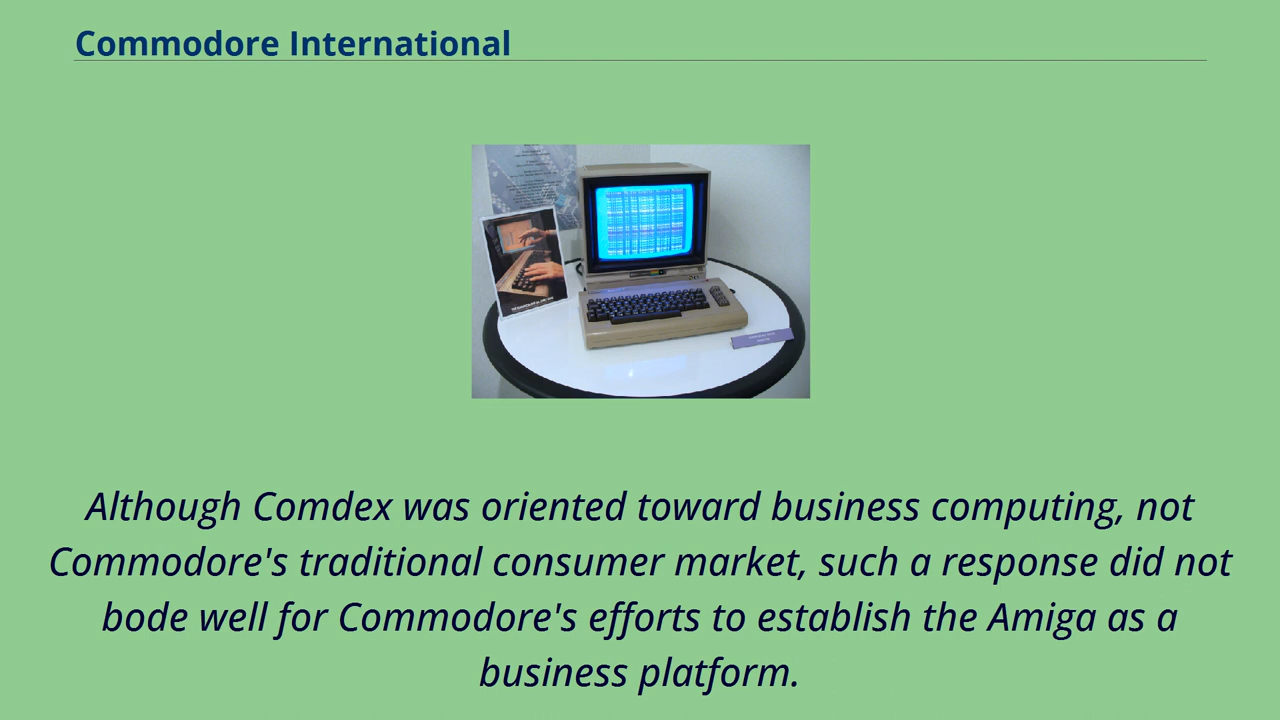 Commodore International
Although Comdex was oriented toward business computing, not
Commodore's traditional consumer market, such a response did not
bode well for Commodore's efforts to establish the Amiga as a
business platform.